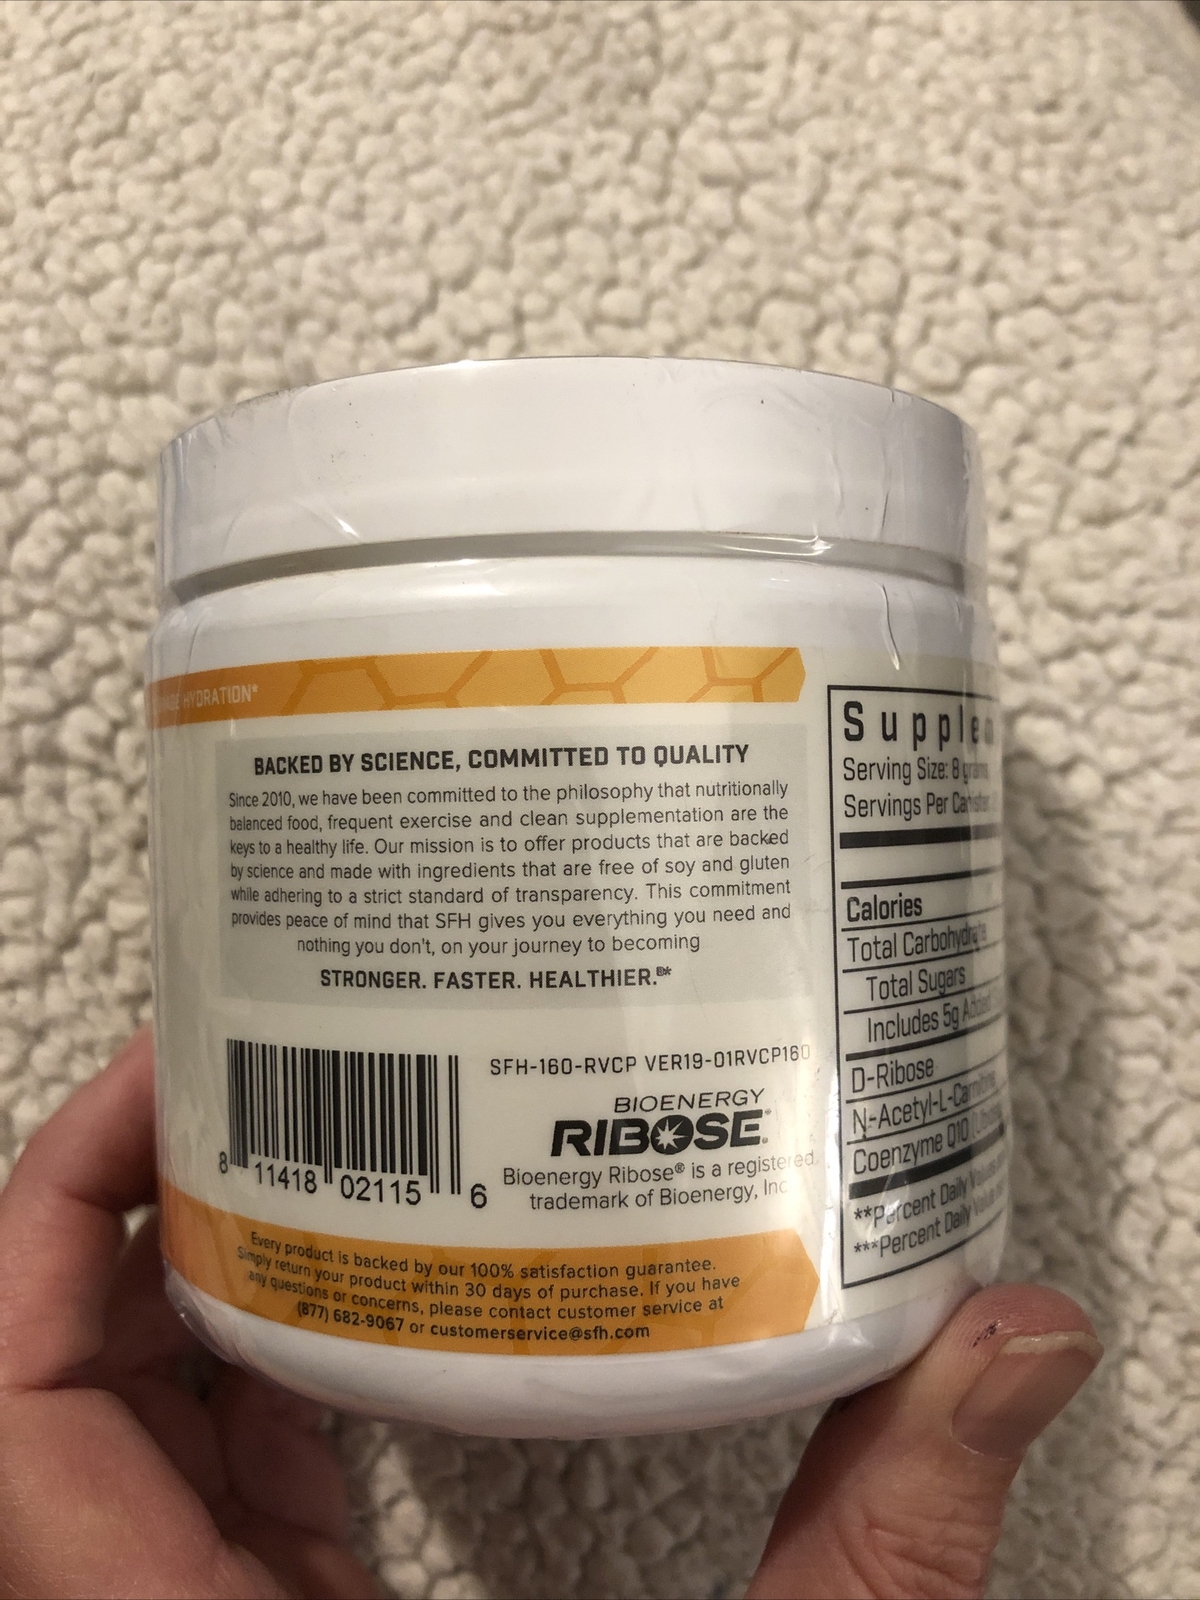 HYDRATION*
BACKED BY SCIENCE, COMMITTED TO QUALITY
Since 2010, we have been committed to the philosophy that nutritionally
balanced food, frequent exercise and clean supplementation are the
keys to a healthy life. Our mission is to offer products that are backed
by science and made with ingredients that are free of soy and gluten
while adhering to a strict standard of transparency. This commitment
provides peace of mind that SFH gives you everything you need and
nothing you don't, on your journey to becoming
STRONGER. FASTER. HEALTHIER.®*
SFH-160-RVCP VER19-01RVCP160
BIOENERGY
RIBOSE®
Bioenergy Ribose® is a registered
trademark of Bioenergy, Inc
8 11418 02115 6
Every product is backed by our 100% satisfaction guarantee.
Simply return your product within 30 days of purchase. If you have
any questions or concerns, please contact customer service at
(877) 682-9067 or customerservice@sfh.com
Supplem
Serving Size: 8 grams
Servings Per Canister
Calories
Total Carbohydrate
Total Sugars
Includes 5g Added
D-Ribose
N-Acetyl-L-Carnitine
Coenzyme Q10
**Percent Daily Values
***Percent Daily Value